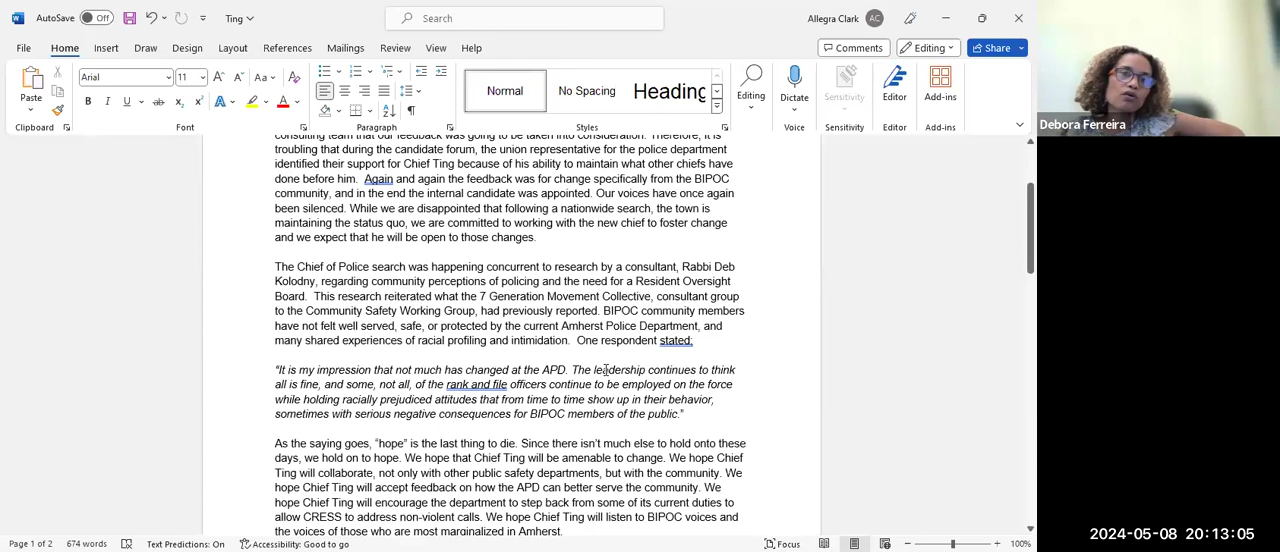 AutoSave Off Ting Search Allegra Clark AC
File Home Insert Draw Design Layout References Mailings Review View Help Comments Editing Share
Arial 11 Aa Normal No Spacing Heading
Paste Editing Dictate Sensitivity Editor Add-ins
Clipboard Font Paragraph Styles Voice Sensitivity Editor Add-ins
Debora Ferreira
consulting team that our feedback was going to be taken into consideration. Therefore, it is
troubling that during the candidate forum, the union representative for the police department
identified their support for Chief Ting because of his ability to maintain what other chiefs have
done before him.  Again and again the feedback was for change specifically from the BIPOC
community, and in the end the internal candidate was appointed. Our voices have once again
been silenced. While we are disappointed that following a nationwide search, the town is
maintaining the status quo, we are committed to working with the new chief to foster change
and we expect that he will be open to those changes.
The Chief of Police search was happening concurrent to research by a consultant, Rabbi Deb
Kolodny, regarding community perceptions of policing and the need for a Resident Oversight
Board.  This research reiterated what the 7 Generation Movement Collective, consultant group
to the Community Safety Working Group, had previously reported. BIPOC community members
have not felt well served, safe, or protected by the current Amherst Police Department, and
many shared experiences of racial profiling and intimidation.  One respondent stated;
“It is my impression that not much has changed at the APD. The leadership continues to think
all is fine, and some, not all, of the rank and file officers continue to be employed on the force
while holding racially prejudiced attitudes that from time to time show up in their behavior,
sometimes with serious negative consequences for BIPOC members of the public.”
As the saying goes, “hope” is the last thing to die. Since there isn’t much else to hold onto these
days, we hold on to hope. We hope that Chief Ting will be amenable to change. We hope Chief
Ting will collaborate, not only with other public safety departments, but with the community. We
hope Chief Ting will accept feedback on how the APD can better serve the community. We
hope Chief Ting will encourage the department to step back from some of its current duties to
allow CRESS to address non-violent calls. We hope Chief Ting will listen to BIPOC voices and
the voices of those who are most marginalized in Amherst.
Page 1 of 2 674 words Text Predictions: On Accessibility: Good to go Focus 100%
2024-05-08 20:13:05